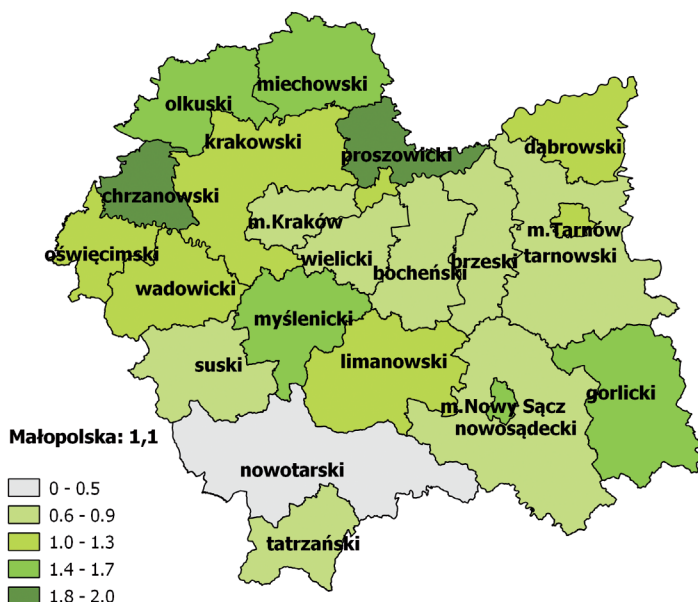 miechowski
olkuski
krakowski
proszowicki
dąbrowski
chrzanowski
m.Kraków
m.Tarnów
oświęcimski
wielicki
bocheński
brzeski
tarnowski
wadowicki
myślenicki
suski
limanowski
gorlicki
m.Nowy Sącz
nowosądecki
Małopolska: 1,1
nowotarski
0 - 0.5
0.6 - 0.9
tatrzański
1.0 - 1.3
1.4 - 1.7
1.8 - 2.0